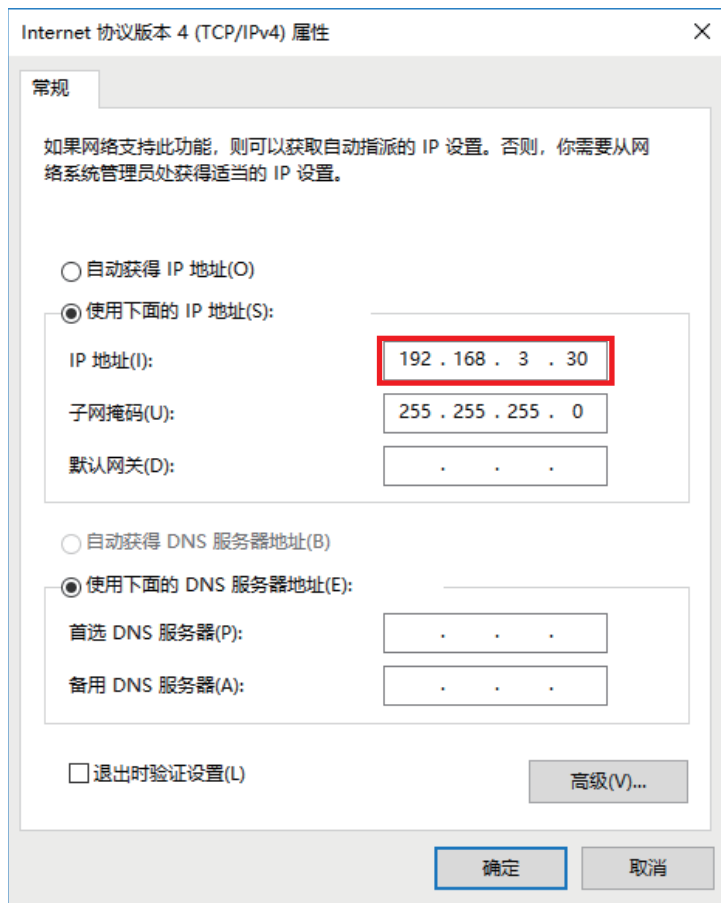 Internet 协议版本 4 (TCP/IPv4) 属性
常规
如果网络支持此功能，则可以获取自动指派的 IP 设置。否则，你需要从网
络系统管理员处获得适当的 IP 设置。
自动获得 IP 地址(O)
使用下面的 IP 地址(S):
IP 地址(I):
192 . 168 . 3 . 30
子网掩码(U):
255 . 255 . 255 . 0
默认网关(D):
. . .
自动获得 DNS 服务器地址(B)
使用下面的 DNS 服务器地址(E):
首选 DNS 服务器(P):
. . .
备用 DNS 服务器(A):
. . .
退出时验证设置(L)
高级(V)...
确定
取消